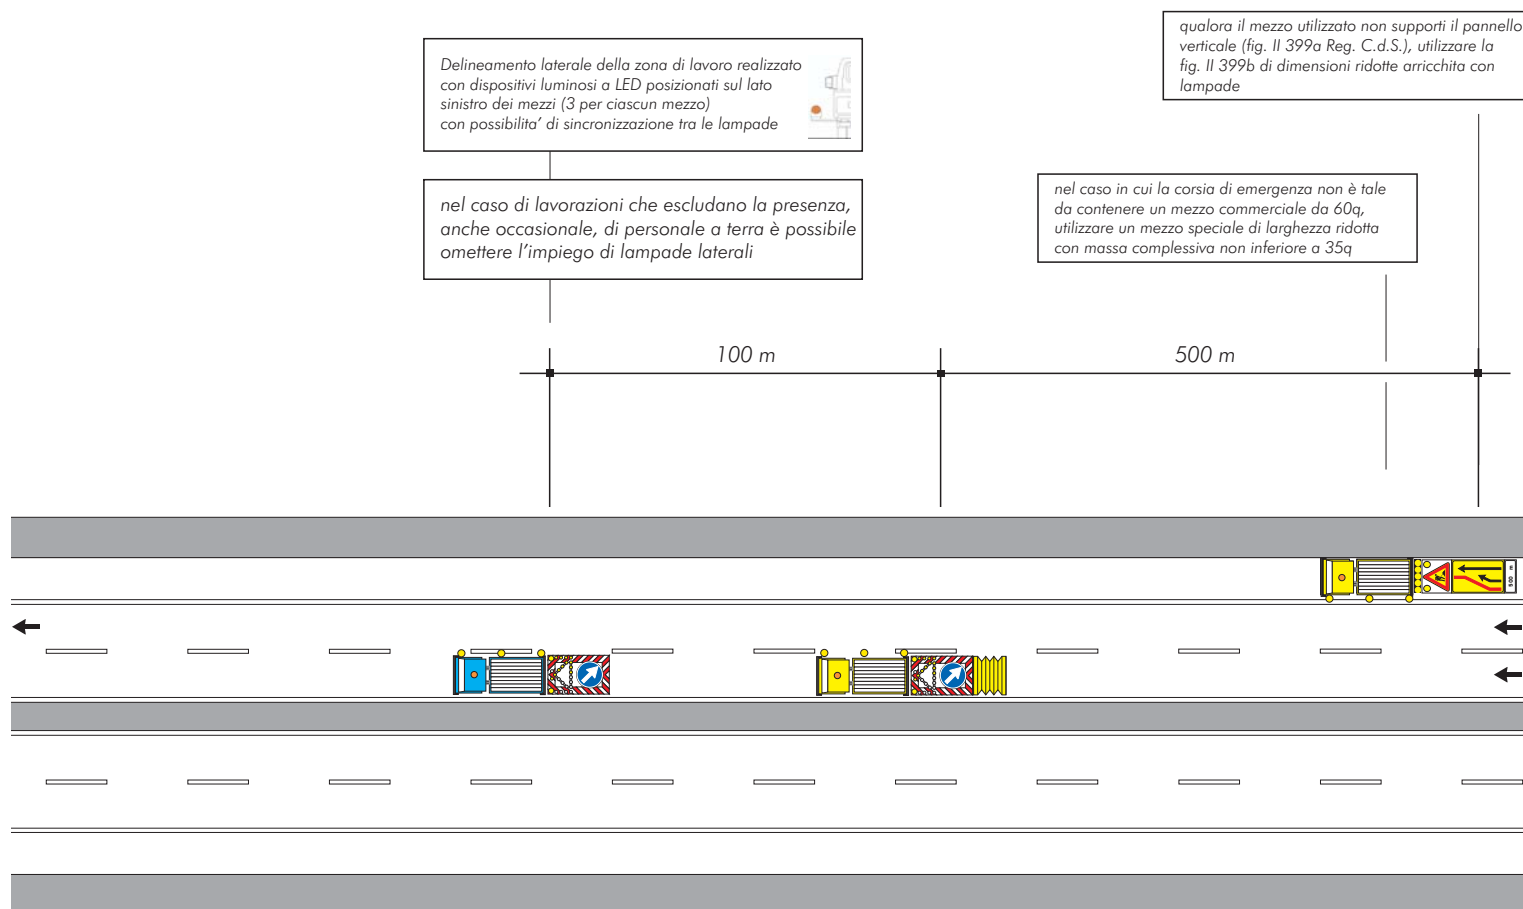 qualora il mezzo utilizzato non supporti il pannello
verticale (fig. II 399a Reg. C.d.S.), utilizzare la
fig. II 399b di dimensioni ridotte arricchita con
lampade
Delineamento laterale della zona di lavoro realizzato
con dispositivi luminosi a LED posizionati sul lato
sinistro dei mezzi (3 per ciascun mezzo)
con possibilita' di sincronizzazione tra le lampade
nel caso di lavorazioni che escludano la presenza,
anche occasionale, di personale a terra è possibile
omettere l'impiego di lampade laterali
nel caso in cui la corsia di emergenza non è tale
da contenere un mezzo commerciale da 60q,
utilizzare un mezzo speciale di larghezza ridotta
con massa complessiva non inferiore a 35q
100 m
500 m
500 m